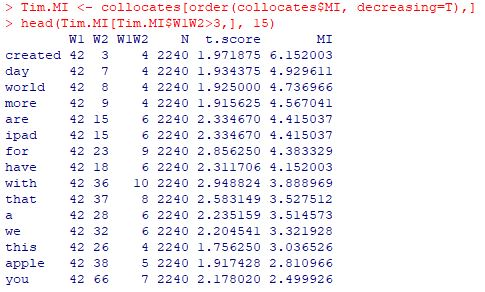 > Tim.MI <- collocates[order(collocates$MI, decreasing=T),]
> head(Tim.MI[Tim.MI$W1W2>3,], 15)
W1 W2 W1W2 N t.score MI
created 42 3 4 2240 1.971875 6.152003
day 42 7 4 2240 1.934375 4.929611
world 42 8 4 2240 1.925000 4.736966
more 42 9 4 2240 1.915625 4.567041
are 42 15 6 2240 2.334670 4.415037
ipad 42 15 6 2240 2.334670 4.415037
for 42 23 9 2240 2.856250 4.383329
have 42 18 6 2240 2.311706 4.152003
with 42 36 10 2240 2.948824 3.888969
that 42 37 8 2240 2.583149 3.527512
a 42 28 6 2240 2.235159 3.514573
we 42 32 6 2240 2.204541 3.321928
this 42 26 4 2240 1.756250 3.036526
apple 42 38 5 2240 1.917428 2.810966
you 42 66 7 2240 2.178020 2.499926